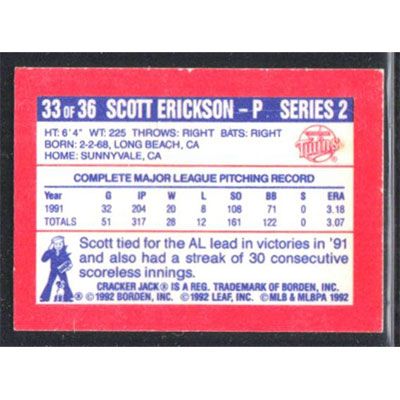 33 OF 36 SCOTT ERICKSON – P SERIES 2
HT: 6'4" WT: 225 THROWS: RIGHT BATS: RIGHT
BORN: 2-2-68, LONG BEACH, CA
HOME: SUNNYVALE, CA
Twins
COMPLETE MAJOR LEAGUE PITCHING RECORD
Year G IP W L SO BB S ERA
1991 32 204 20 8 108 71 0 3.18
TOTALS 51 317 28 12 161 122 0 3.07
Scott tied for the AL lead in victories in '91
and also had a streak of 30 consecutive
scoreless innings.
CRACKER JACK® IS A REG. TRADEMARK OF BORDEN, INC.
©1992 BORDEN, INC. ©1992 LEAF, INC. ©MLB & MLBPA 1992